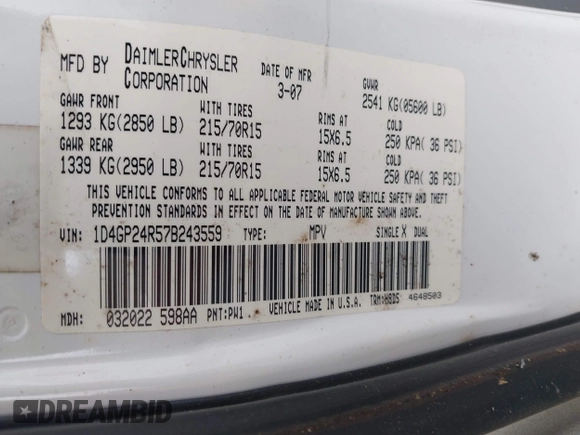 MFD BY DAIMLERCHRYSLER CORPORATION DATE OF MFR 3-07 GVWR 2541 KG(05600 LB)
GAWR FRONT WITH TIRES RIMS AT COLD
1293 KG(2850 LB) 215/70R15 15X6.5 250 KPA( 36 PSI)
GAWR REAR WITH TIRES RIMS AT COLD
1339 KG(2950 LB) 215/70R15 15X6.5 250 KPA( 36 PSI)
THIS VEHICLE CONFORMS TO ALL APPLICABLE FEDERAL MOTOR VEHICLE SAFETY AND THEFT
PREVENTION STANDARDS IN EFFECT ON THE DATE OF MANUFACTURE SHOWN ABOVE.
VIN: 1D4GP24R57B243559 TYPE: MPV SINGLE X DUAL
MDH: 032022 598AA PNT:PW1 VEHICLE MADE IN U.S.A. TRM:08D5 4648503
DREAMBID